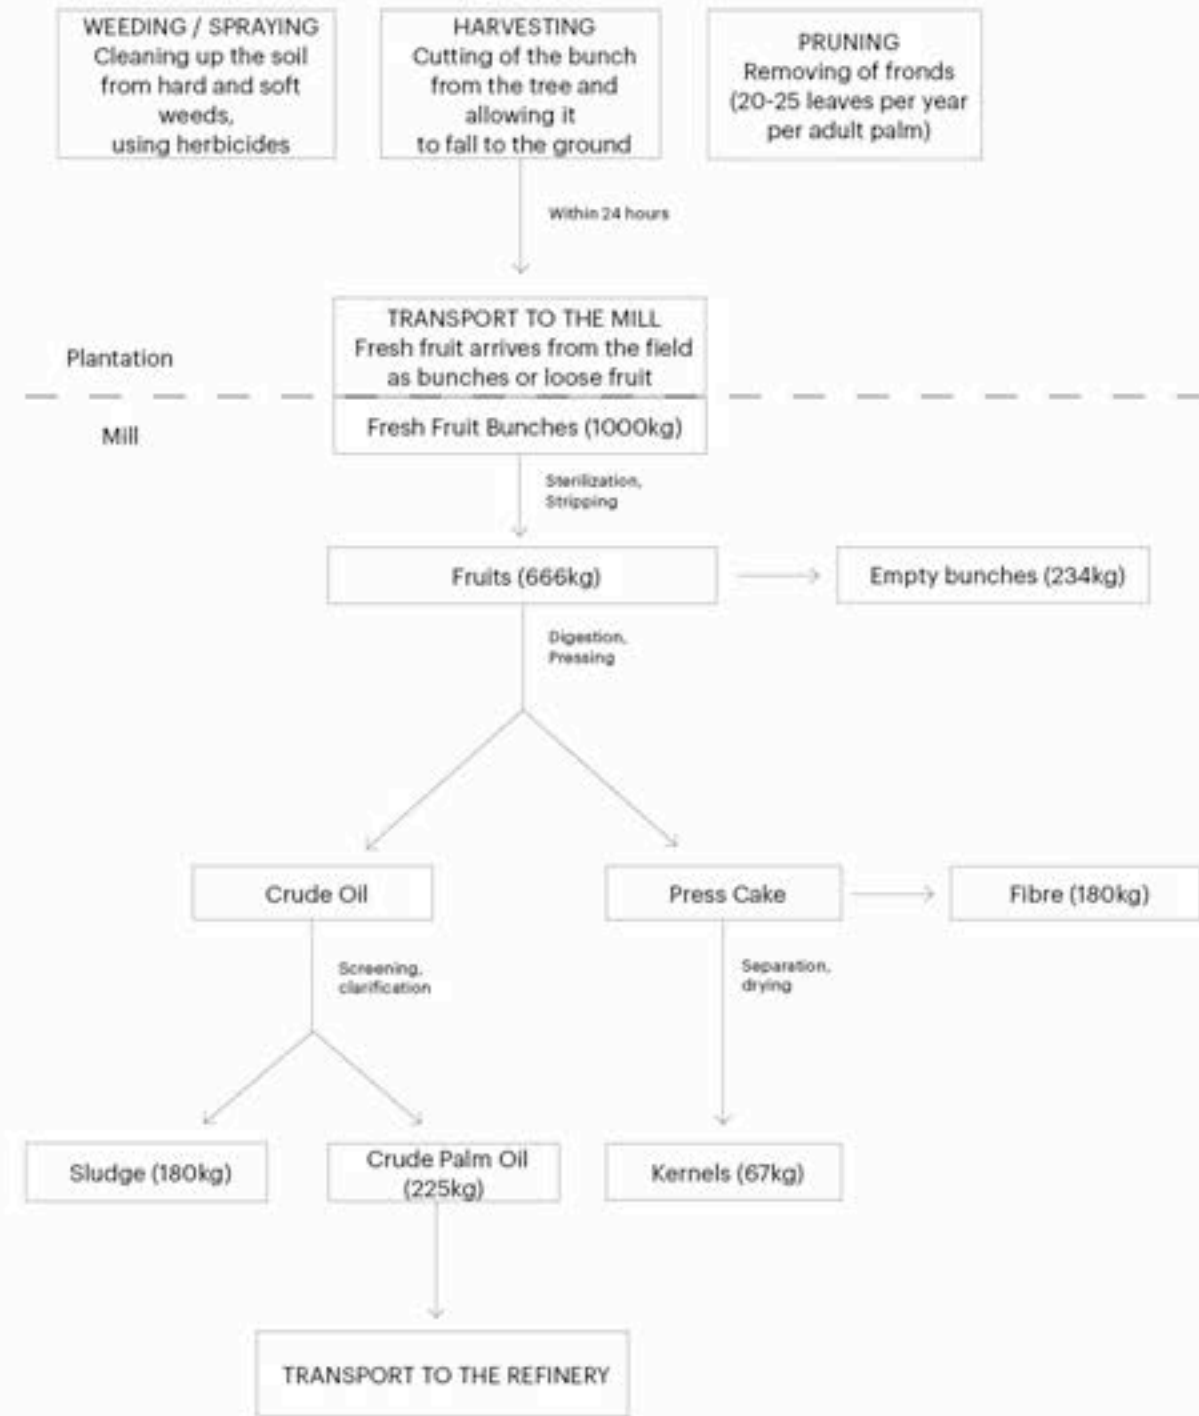 WEEDING / SPRAYING
Cleaning up the soil
from hard and soft
weeds,
using herbicides
HARVESTING
Cutting of the bunch
from the tree and
allowing it
to fall to the ground
PRUNING
Removing of fronds
(20-25 leaves per year
per adult palm)
Within 24 hours
TRANSPORT TO THE MILL
Fresh fruit arrives from the field
as bunches or loose fruit
Plantation
Mill
Fresh Fruit Bunches (1000kg)
Sterilization,
Stripping
Fruits (666kg)
Empty bunches (234kg)
Digestion,
Pressing
Crude Oil
Press Cake
Fibre (180kg)
Screening,
clarification
Separation,
drying
Sludge (180kg)
Crude Palm Oil
(225kg)
Kernels (67kg)
TRANSPORT TO THE REFINERY